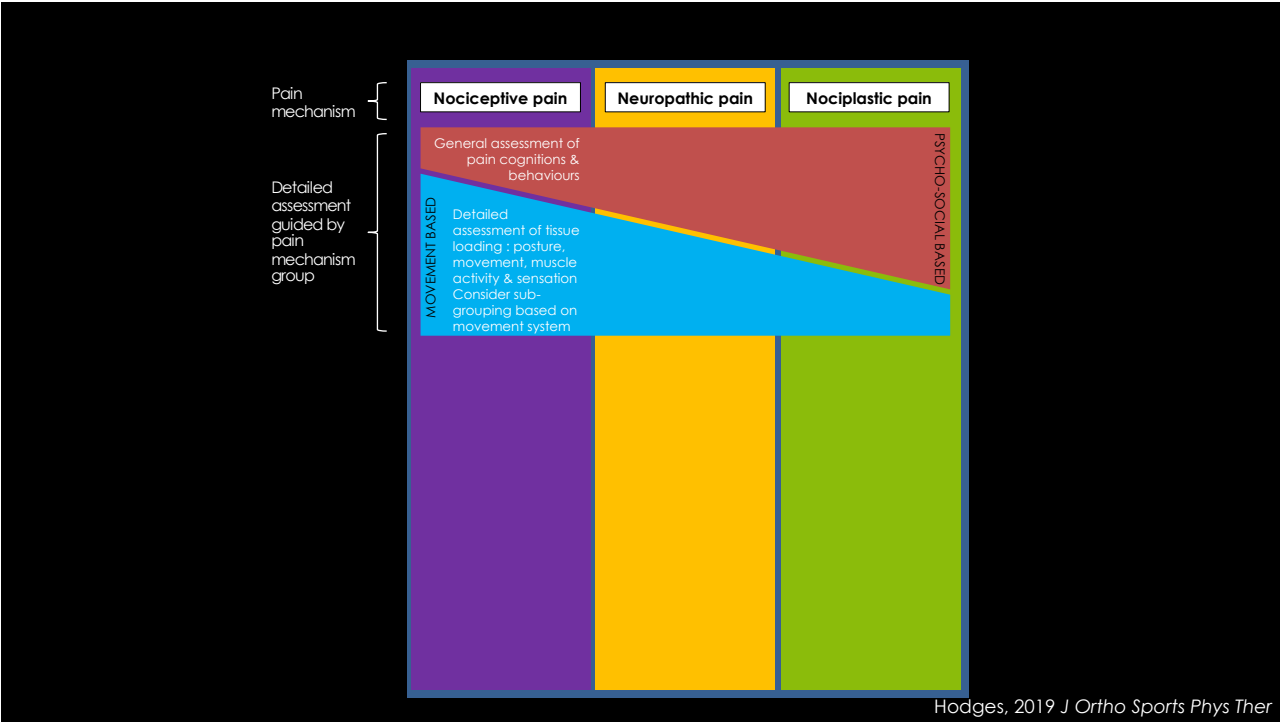 Pain
mechanism
Nociceptive pain
Neuropathic pain
Nociplastic pain
Detailed
assessment
guided by
pain
mechanism
group
General assessment of
pain cognitions &
behaviours
MOVEMENT BASED
Detailed
assessment of tissue
loading : posture,
movement, muscle
activity & sensation
Consider sub-
grouping based on
movement system
PSYCHO-SOCIAL BASED
Hodges, 2019 J Ortho Sports Phys Ther